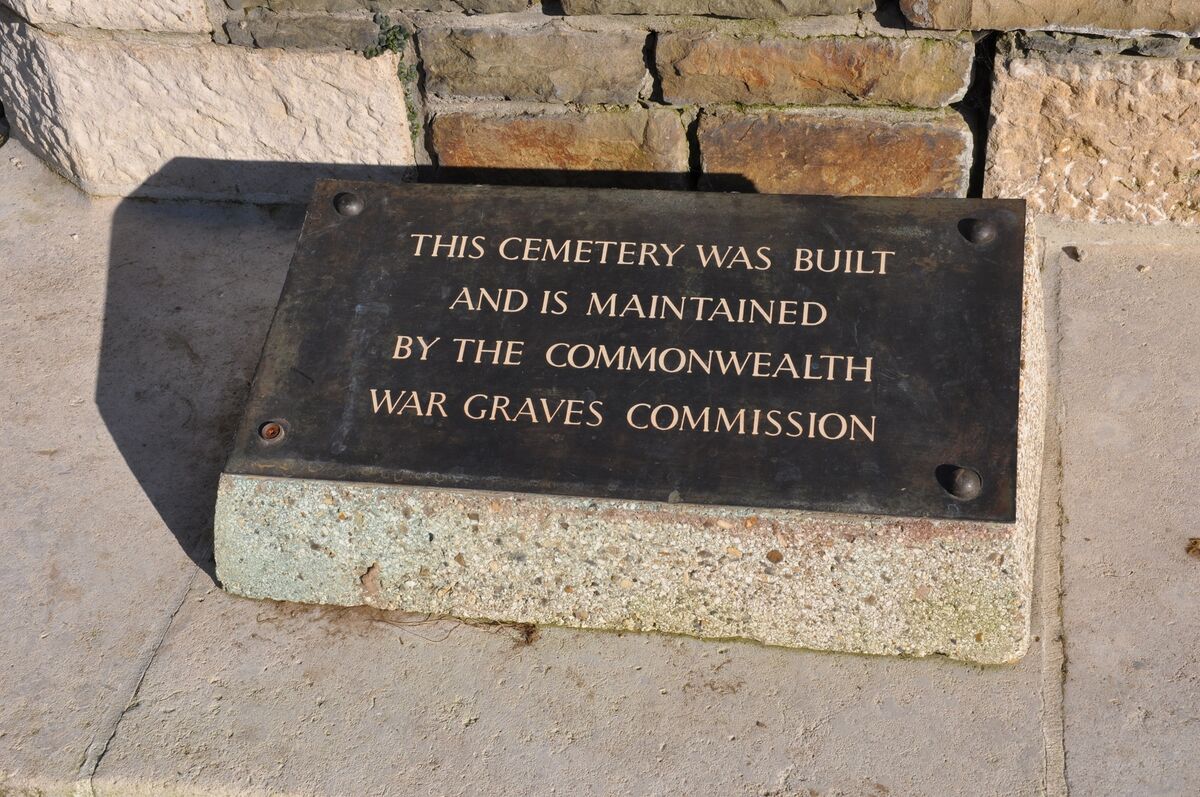 THIS CEMETERY WAS BUILT
AND IS MAINTAINED
BY THE COMMONWEALTH
WAR GRAVES COMMISSION